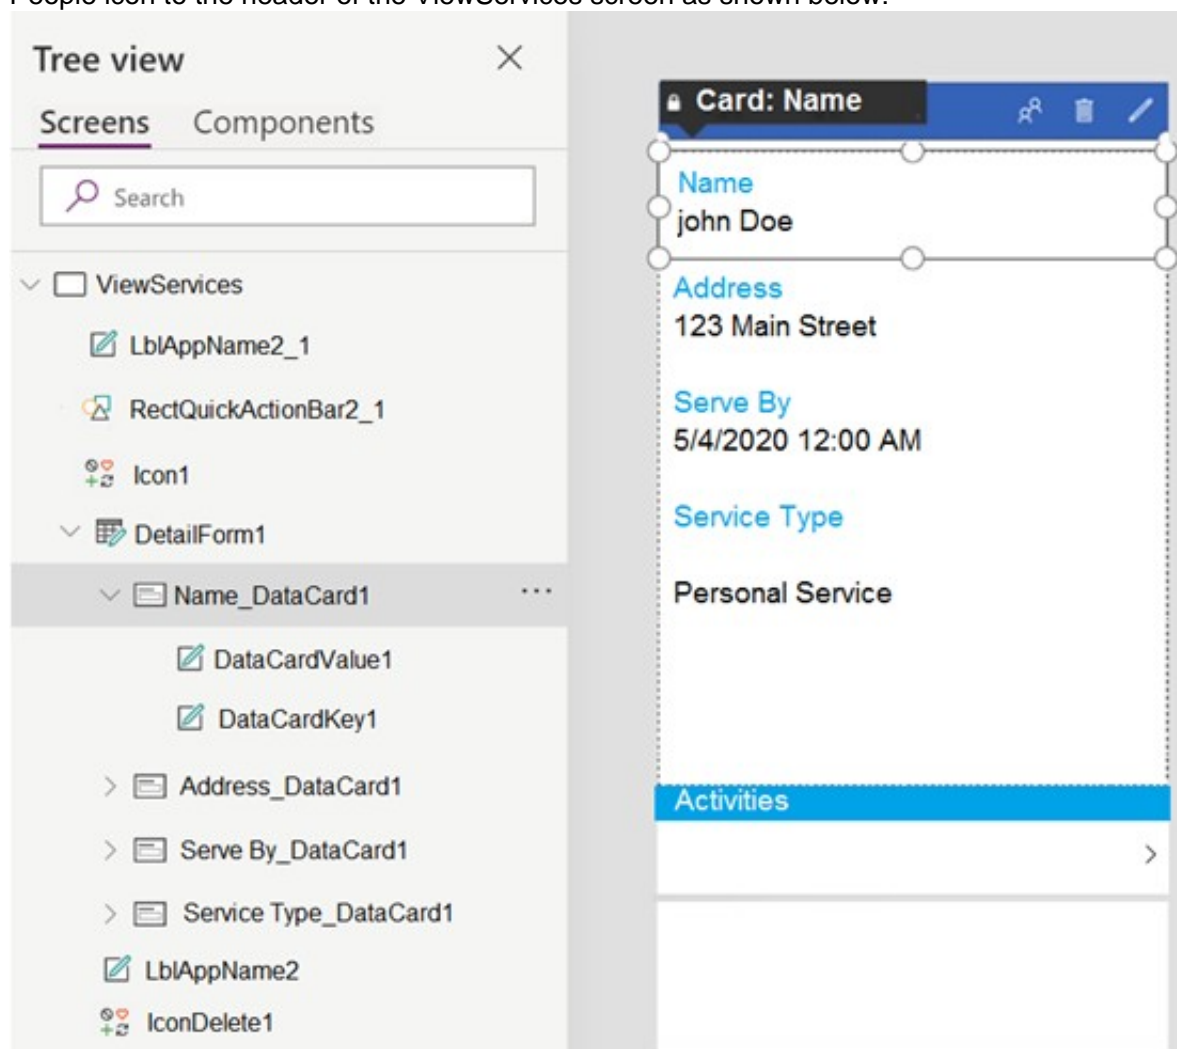 People icon to the header of the ViewServices screen as shown below.
Tree view
Screens Components
Search
ViewServices
LblAppName2_1
RectQuickActionBar2_1
Icon1
DetailForm1
Name_DataCard1
DataCardValue1
DataCardKey1
Address_DataCard1
Serve By_DataCard1
Service Type_DataCard1
LblAppName2
IconDelete1
Card: Name
Name
john Doe
Address
123 Main Street
Serve By
5/4/2020 12:00 AM
Service Type
Personal Service
Activities